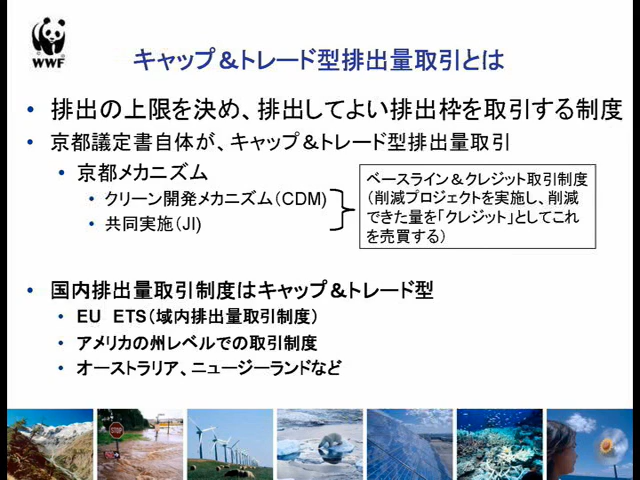 WWF
キャップ＆トレード型排出量取引とは
• 排出の上限を決め、排出してよい排出枠を取引する制度
• 京都議定書自体が、キャップ＆トレード型排出量取引
• 京都メカニズム
• クリーン開発メカニズム（CDM)
• 共同実施（JI)
ベースライン＆クレジット取引制度
（削減プロジェクトを実施し、削減
できた量を「クレジット」としてこれ
を売買する）
• 国内排出量取引制度はキャップ＆トレード型
• EU ETS（域内排出量取引制度）
• アメリカの州レベルでの取引制度
• オーストラリア、ニュージーランドなど
STOP